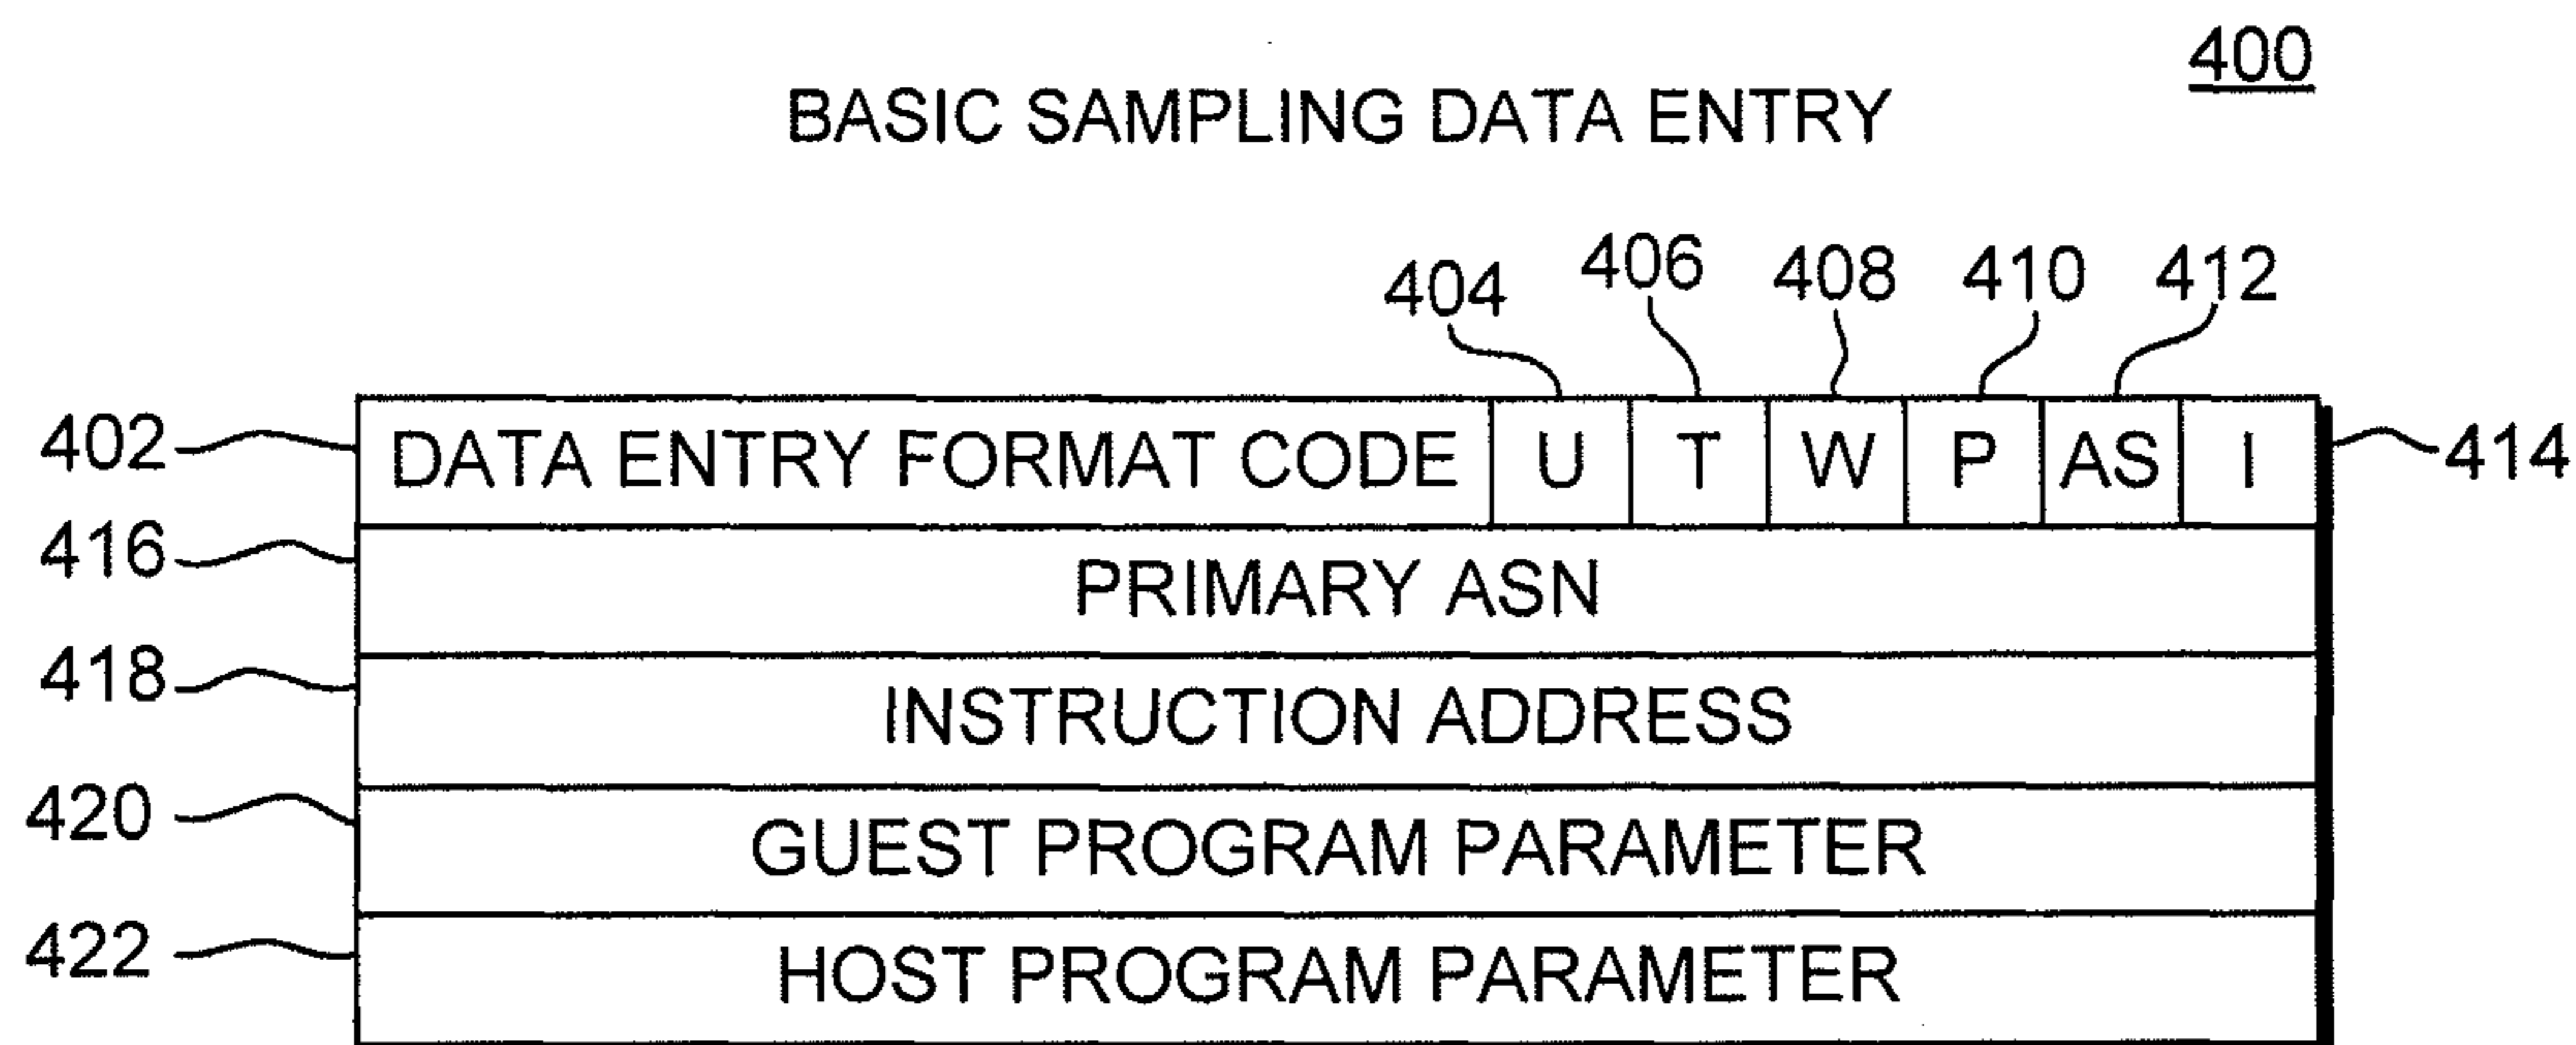 400
BASIC SAMPLING DATA ENTRY
404 406 408 410 412
402 DATA ENTRY FORMAT CODE U T W P AS I 414
416 PRIMARY ASN
418 INSTRUCTION ADDRESS
420 GUEST PROGRAM PARAMETER
422 HOST PROGRAM PARAMETER